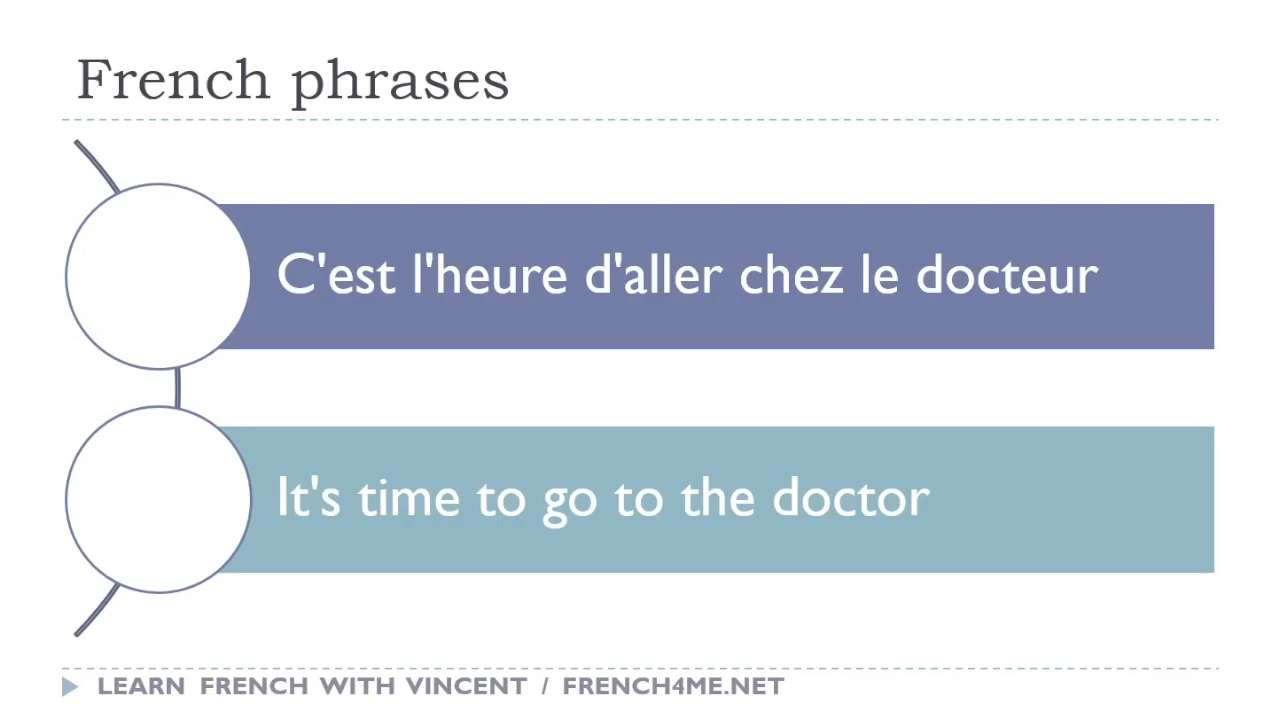 French phrases
C'est l'heure d'aller chez le docteur
It's time to go to the doctor
LEARN FRENCH WITH VINCENT / FRENCH4ME.NET